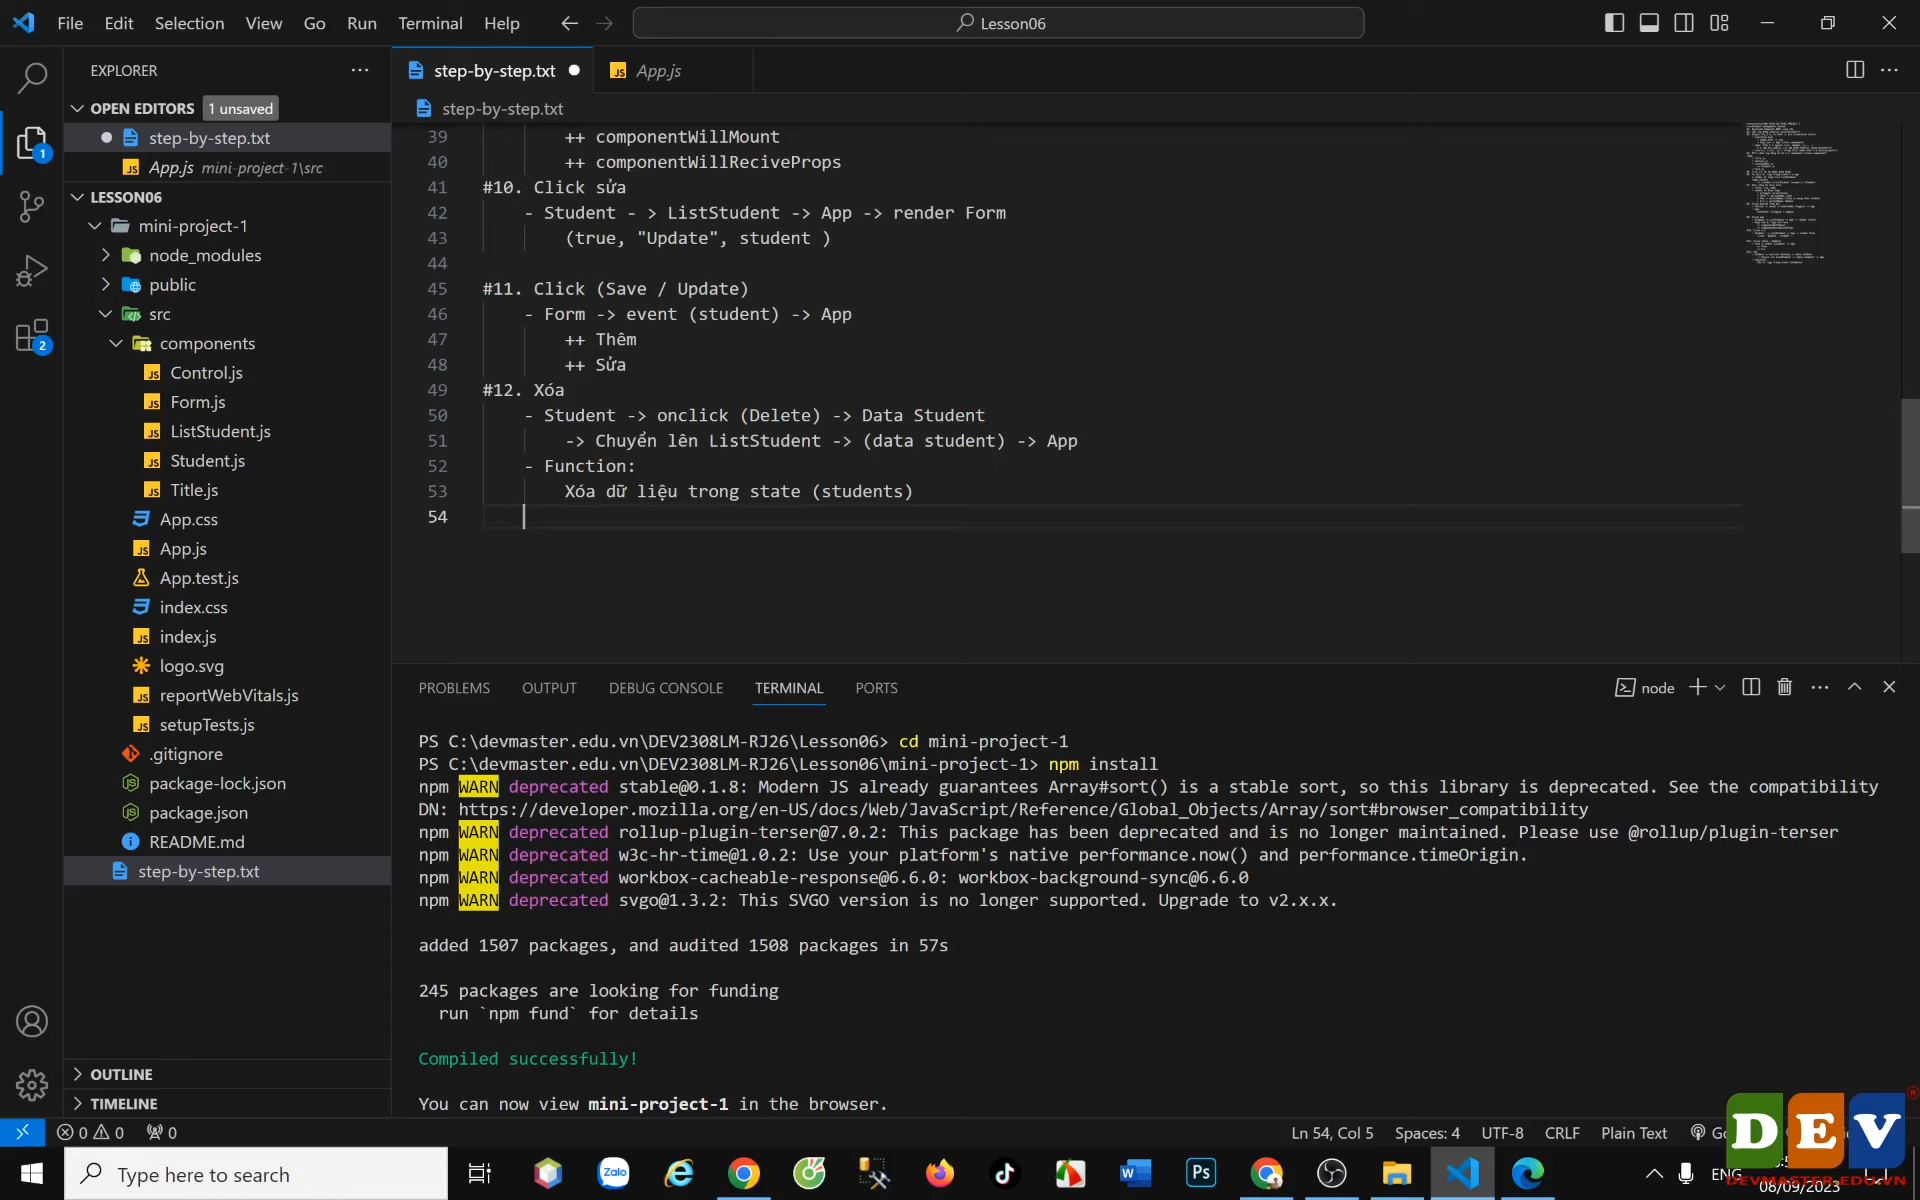 File Edit Selection View Go Run Terminal Help
Lesson06
EXPLORER
OPEN EDITORS 1 unsaved
step-by-step.txt
App.js mini-project-1\src
LESSON06
mini-project-1
node_modules
public
src
components
Control.js
Form.js
ListStudent.js
Student.js
Title.js
App.css
App.js
App.test.js
index.css
index.js
logo.svg
reportWebVitals.js
setupTests.js
.gitignore
package-lock.json
package.json
README.md
step-by-step.txt
OUTLINE
TIMELINE
1
2
step-by-step.txt
App.js
step-by-step.txt
39 ++ componentWillMount
40 ++ componentWillReciveProps
41 #10. Click sửa
42 - Student - > ListStudent -> App -> render Form
43 (true, "Update", student )
44
45 #11. Click (Save / Update)
46 - Form -> event (student) -> App
47 ++ Thêm
48 ++ Sửa
49 #12. Xóa
50 - Student -> onclick (Delete) -> Data Student
51 -> Chuyển lên ListStudent -> (data student) -> App
52 - Function:
53 Xóa dữ liệu trong state (students)
54
PROBLEMS OUTPUT DEBUG CONSOLE TERMINAL PORTS
node
PS C:\devmaster.edu.vn\DEV2308LM-RJ26\Lesson06> cd mini-project-1
PS C:\devmaster.edu.vn\DEV2308LM-RJ26\Lesson06\mini-project-1> npm install
npm WARN deprecated stable@0.1.8: Modern JS already guarantees Array#sort() is a stable sort, so this library is deprecated. See the compatibility
DN: https://developer.mozilla.org/en-US/docs/Web/JavaScript/Reference/Global_Objects/Array/sort#browser_compatibility
npm WARN deprecated rollup-plugin-terser@7.0.2: This package has been deprecated and is no longer maintained. Please use @rollup/plugin-terser
npm WARN deprecated w3c-hr-time@1.0.2: Use your platform's native performance.now() and performance.timeOrigin.
npm WARN deprecated workbox-cacheable-response@6.6.0: workbox-background-sync@6.6.0
npm WARN deprecated svgo@1.3.2: This SVGO version is no longer supported. Upgrade to v2.x.x.
added 1507 packages, and audited 1508 packages in 57s
245 packages are looking for funding
run `npm fund` for details
Compiled successfully!
You can now view mini-project-1 in the browser.
0 0 0
Ln 54, Col 5 Spaces: 4 UTF-8 CRLF Plain Text
DEV
DEVMASTER.EDU.VN
Type here to search
Zalo
Ps
ENG
08/09/2023